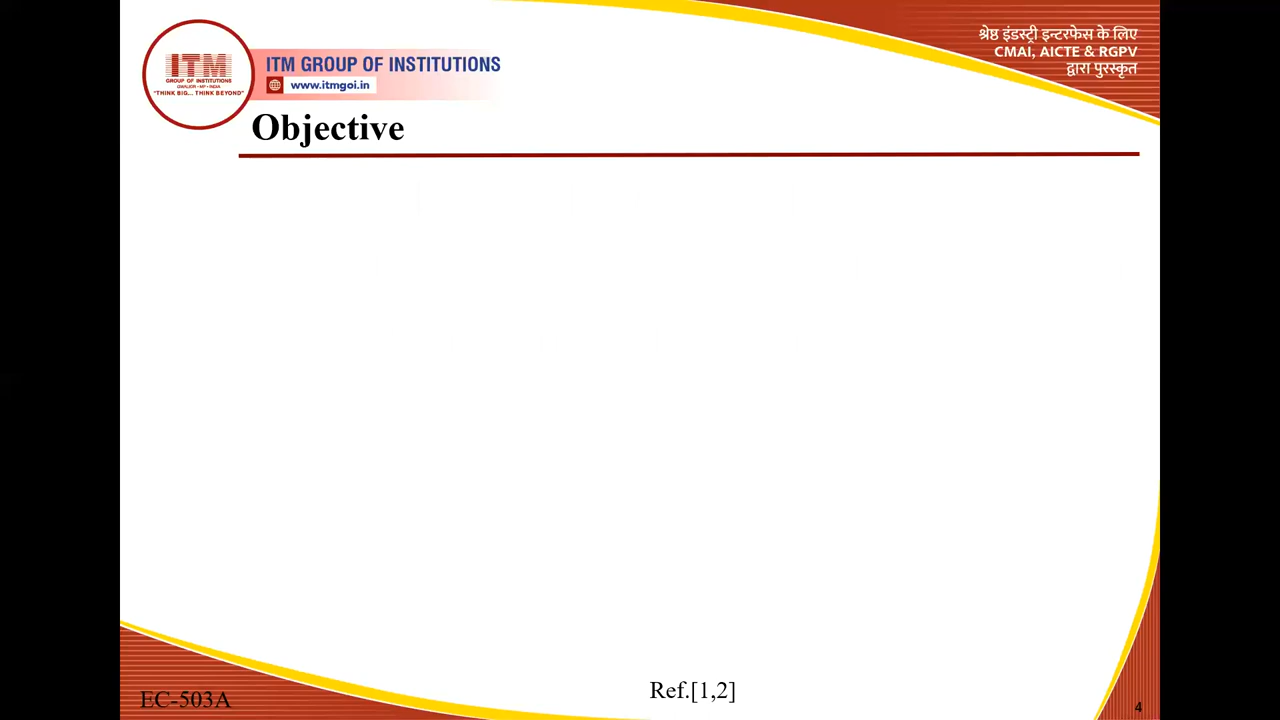 श्रेष्ठ इंडस्ट्री इन्टरफेस के लिए
CMAI, AICTE & RGPV
द्वारा पुरस्कृत
ITM
GROUP OF INSTITUTIONS
GWALIOR • MP • INDIA
"THINK BIG... THINK BEYOND"
ITM GROUP OF INSTITUTIONS
www.itmgoi.in
Objective
EC-503A
Ref.[1,2]
4